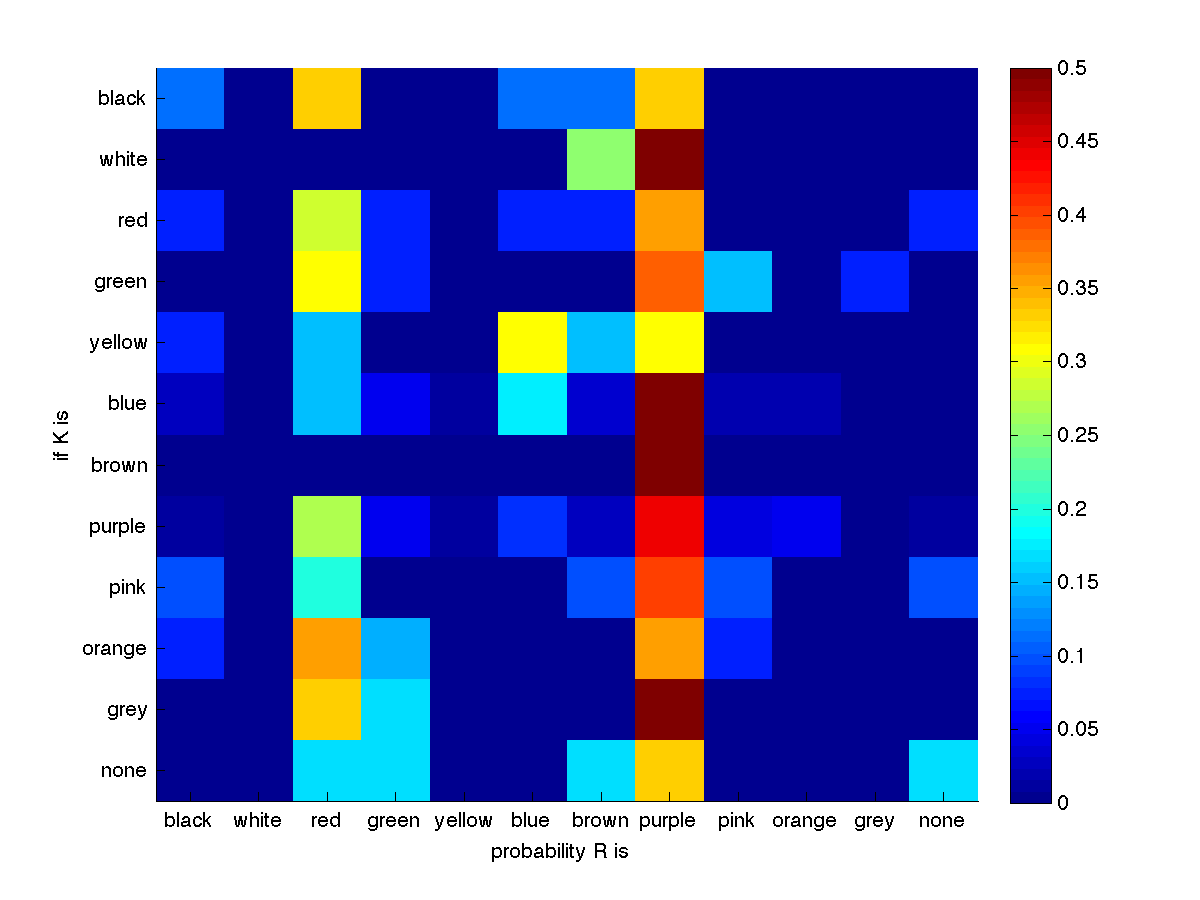 black
white
red
green
yellow
blue
brown
purple
pink
orange
grey
none
if K is
black white red green yellow blue brown purple pink orange grey none
probability R is
0.5
0.45
0.4
0.35
0.3
0.25
0.2
0.15
0.1
0.05
0